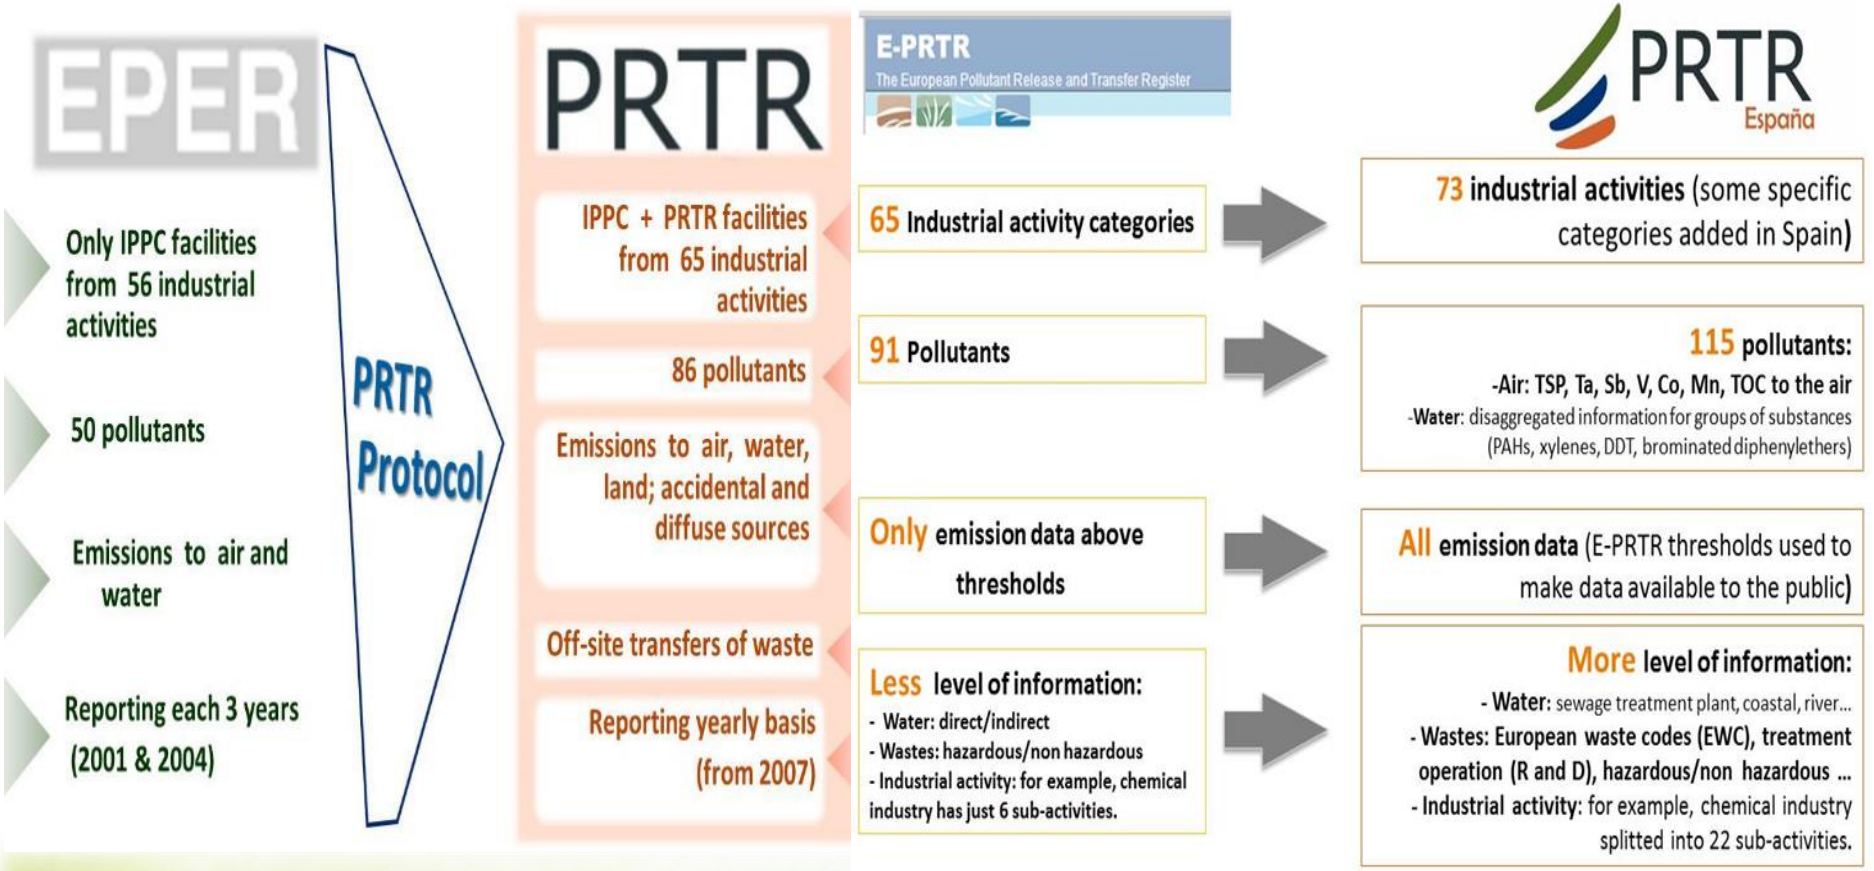 EPER
Only IPPC facilities
from 56 industrial
activities
50 pollutants
Emissions to air and
water
Reporting each 3 years
(2001 & 2004)
PRTR
Protocol
PRTR
IPPC + PRTR facilities
from 65 industrial
activities
86 pollutants
Emissions to air, water,
land; accidental and
diffuse sources
Off-site transfers of waste
Reporting yearly basis
(from 2007)
E-PRTR
The European Pollutant Release and Transfer Register
65 Industrial activity categories
91 Pollutants
Only emission data above
thresholds
Less level of information:
- Water: direct/indirect
- Wastes: hazardous/non hazardous
- Industrial activity: for example, chemical
industry has just 6 sub-activities.
PRTR
España
73 industrial activities (some specific
categories added in Spain)
115 pollutants:
-Air: TSP, Ta, Sb, V, Co, Mn, TOC to the air
-Water: disaggregated information for groups of substances
(PAHs, xylenes, DDT, brominated diphenylethers)
All emission data (E-PRTR thresholds used to
make data available to the public)
More level of information:
- Water: sewage treatment plant, coastal, river...
- Wastes: European waste codes (EWC), treatment
operation (R and D), hazardous/non hazardous ...
- Industrial activity: for example, chemical industry
splitted into 22 sub-activities.